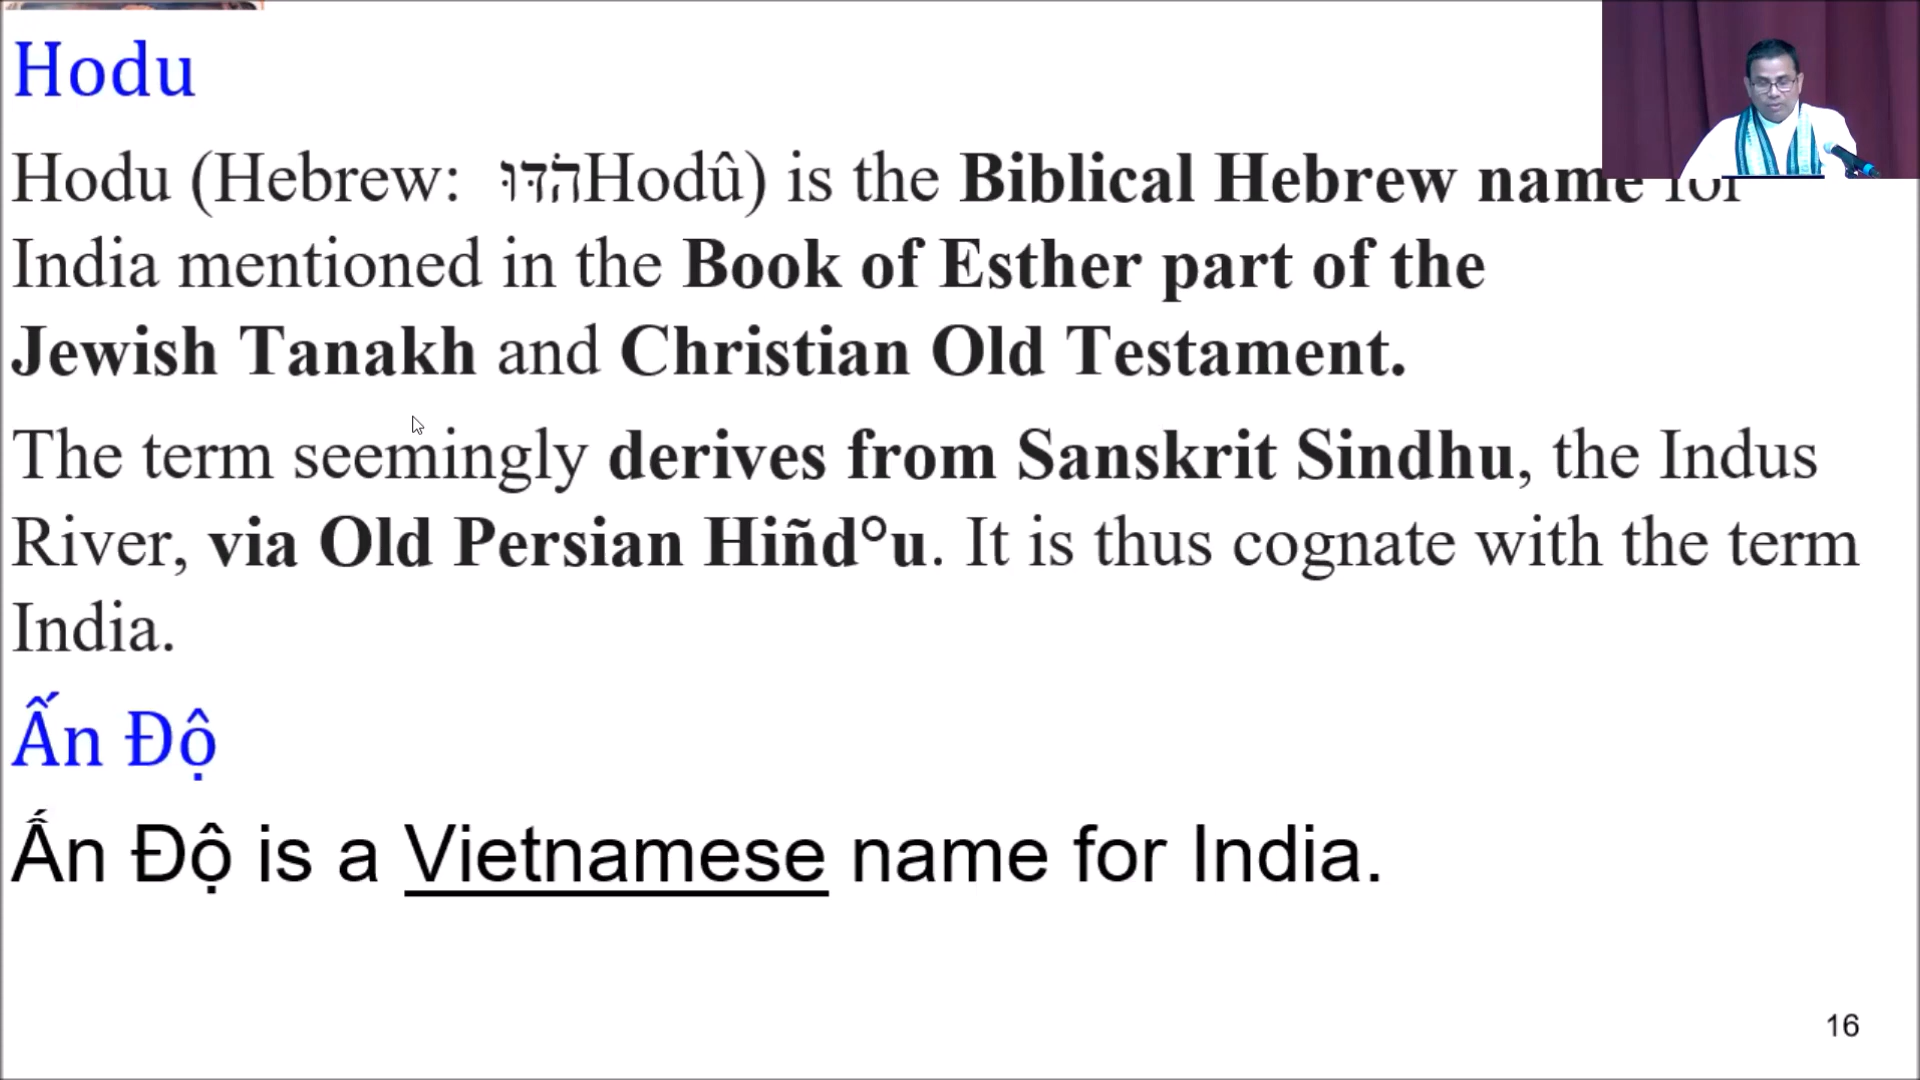 Hodu
Hodu (Hebrew: הֹדּוּ Hodû) is the Biblical Hebrew name for
India mentioned in the Book of Esther part of the
Jewish Tanakh and Christian Old Testament.
The term seemingly derives from Sanskrit Sindhu, the Indus
River, via Old Persian Hiñd°u. It is thus cognate with the term
India.
Ấn Độ
Ấn Độ is a Vietnamese name for India.
16